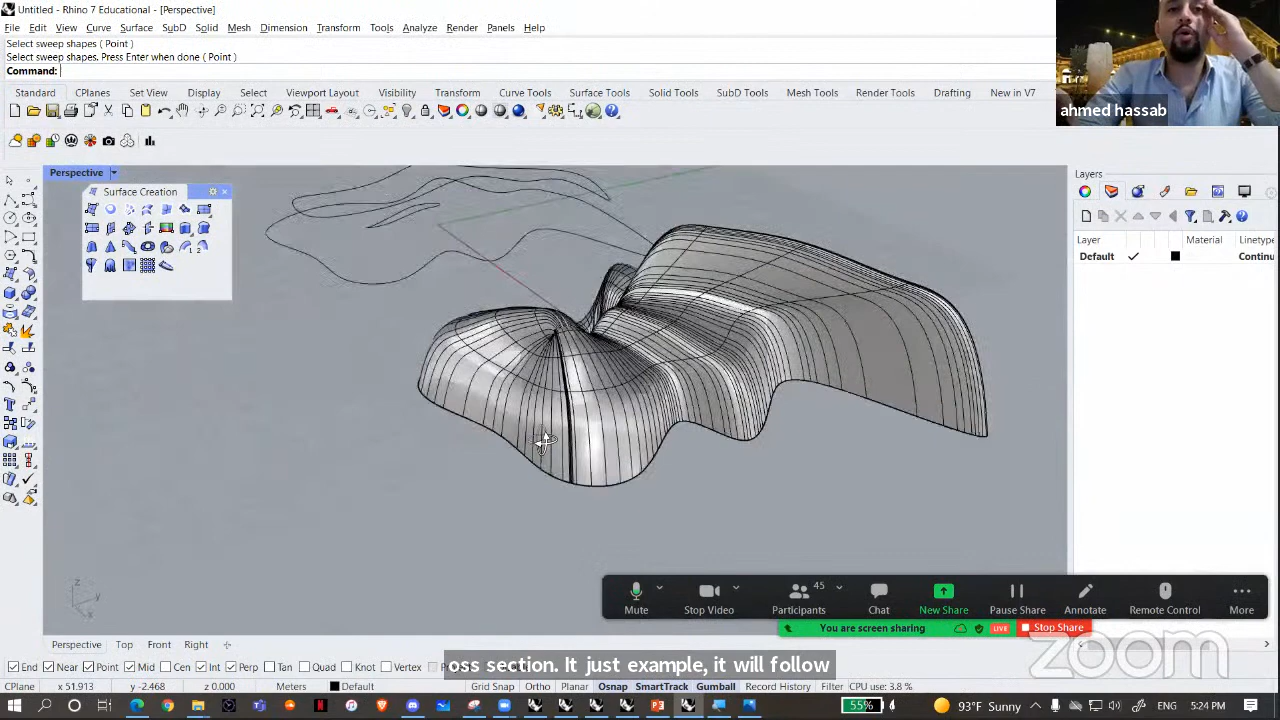 Untitled - Rhino 7 Educational - [Perspective]
File Edit View Curve Surface SubD Solid Mesh Dimension Transform Tools Analyze Render Panels Help
Select sweep shapes ( Point )
Select sweep shapes. Press Enter when done ( Point )
Command:
ahmed hassab
Standard CPlanes Set View Display Select Viewport Layout Visibility Transform Curve Tools Surface Tools Solid Tools SubD Tools Mesh Tools Render Tools Drafting New in V7
Perspective
Layers
Surface Creation
Layer Material Linetype
Default Continu
z
y
x
45
Mute Stop Video Participants Chat New Share Pause Share Annotate Remote Control More
You are screen sharing LIVE Stop Share
zoom
Perspective Top Front Right
oss section. It just example, it will follow
End Near Point Mid Cen Int Perp Tan Quad Knot Vertex
CPlane x 51.913 y -2.468 z 0.000 Meters Default Grid Snap Ortho Planar Osnap SmartTrack Gumball Record History Filter CPU use: 3.8 %
55% 93°F Sunny ENG 5:24 PM